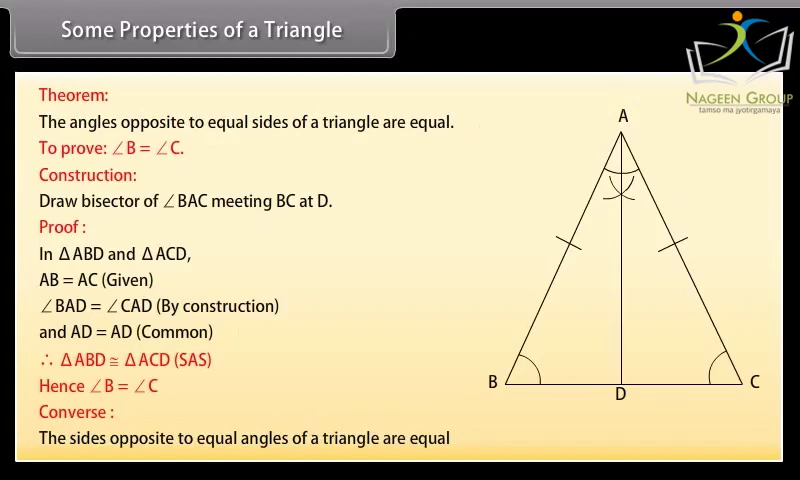 Some Properties of a Triangle
NAGEEN GROUP
tamso ma jyotirgamaya
Theorem:
The angles opposite to equal sides of a triangle are equal.
To prove: ∠B = ∠C.
Construction:
Draw bisector of ∠BAC meeting BC at D.
Proof :
In ΔABD and ΔACD,
AB = AC (Given)
∠BAD = ∠CAD (By construction)
and AD = AD (Common)
∴ ΔABD ≅ ΔACD (SAS)
Hence ∠B = ∠C
Converse :
The sides opposite to equal angles of a triangle are equal
A
B
D
C